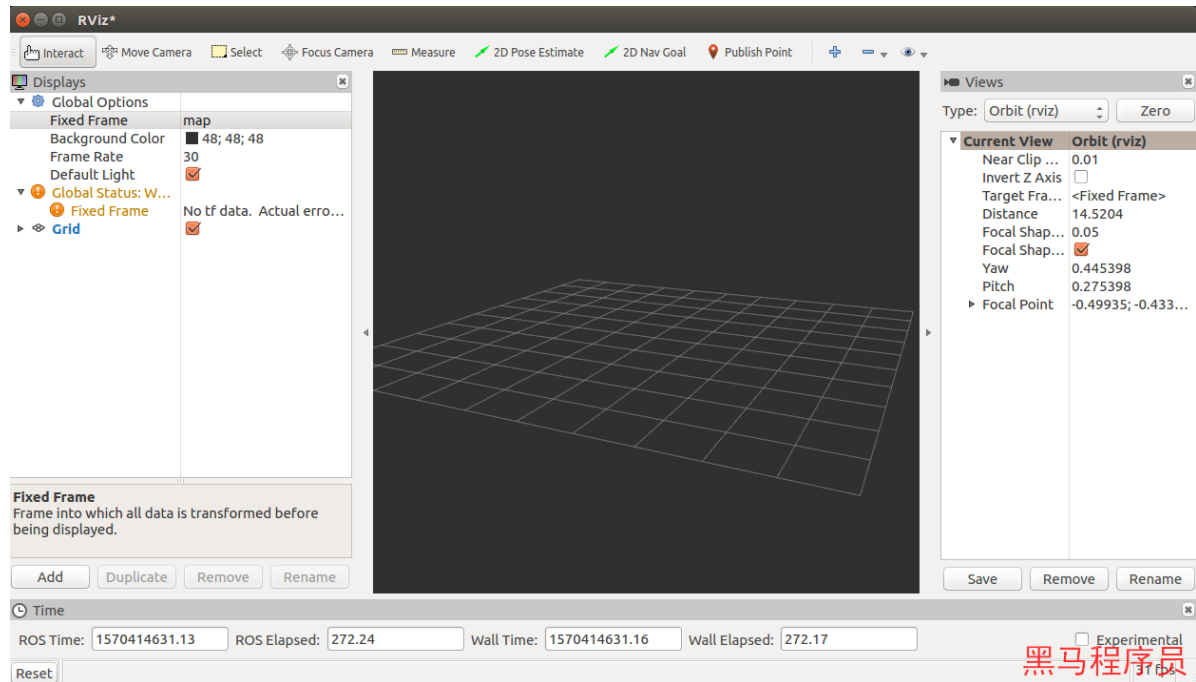 RViz*
Interact Move Camera Select Focus Camera Measure 2D Pose Estimate 2D Nav Goal Publish Point
Displays
Global Options
Fixed Frame map
Background Color 48; 48; 48
Frame Rate 30
Default Light
Global Status: W...
Fixed Frame No tf data. Actual erro...
Grid
Fixed Frame
Frame into which all data is transformed before
being displayed.
Add Duplicate Remove Rename
Views
Type: Orbit (rviz) Zero
Current View Orbit (rviz)
Near Clip ... 0.01
Invert Z Axis
Target Fra... <Fixed Frame>
Distance 14.5204
Focal Shap... 0.05
Focal Shap...
Yaw 0.445398
Pitch 0.275398
Focal Point -0.49935; -0.433...
Save Remove Rename
Time
ROS Time: 1570414631.13 ROS Elapsed: 272.24 Wall Time: 1570414631.16 Wall Elapsed: 272.17 Experimental
Reset 31 fps
黑马程序员